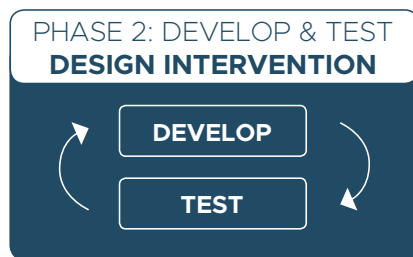 PHASE 2: DEVELOP & TEST
DESIGN INTERVENTION
DEVELOP
TEST